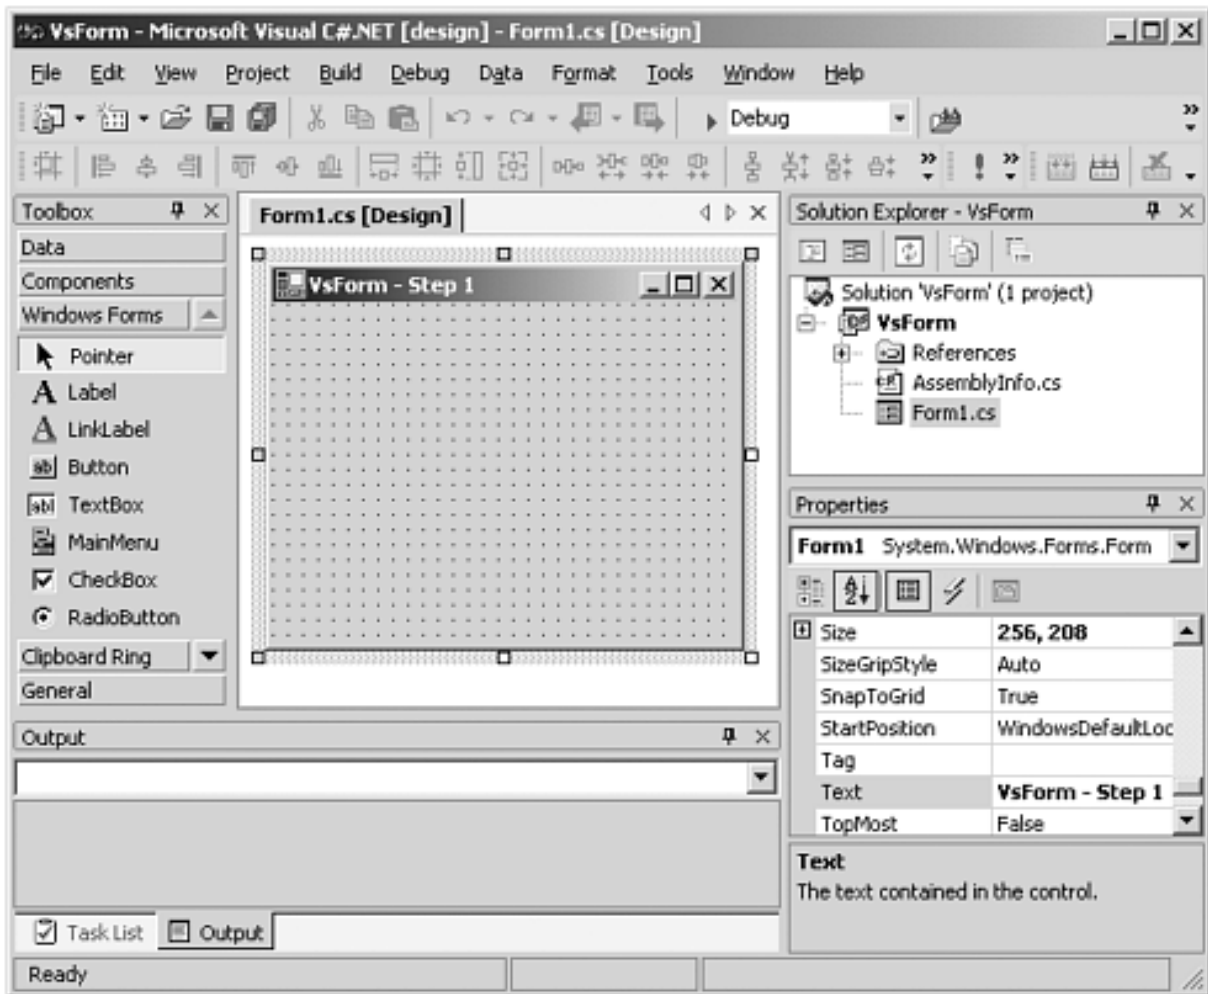 VsForm - Microsoft Visual C#.NET [design] - Form1.cs [Design]
File Edit View Project Build Debug Data Format Tools Window Help
Debug
Toolbox
Data
Components
Windows Forms
Pointer
Label
LinkLabel
Button
TextBox
MainMenu
CheckBox
RadioButton
Clipboard Ring
General
Form1.cs [Design]
VsForm - Step 1
Solution Explorer - VsForm
Solution 'VsForm' (1 project)
VsForm
References
AssemblyInfo.cs
Form1.cs
Properties
Form1 System.Windows.Forms.Form
Size 256, 208
SizeGripStyle Auto
SnapToGrid True
StartPosition WindowsDefaultLoc
Tag
Text VsForm - Step 1
TopMost False
Text
The text contained in the control.
Output
Task List Output
Ready